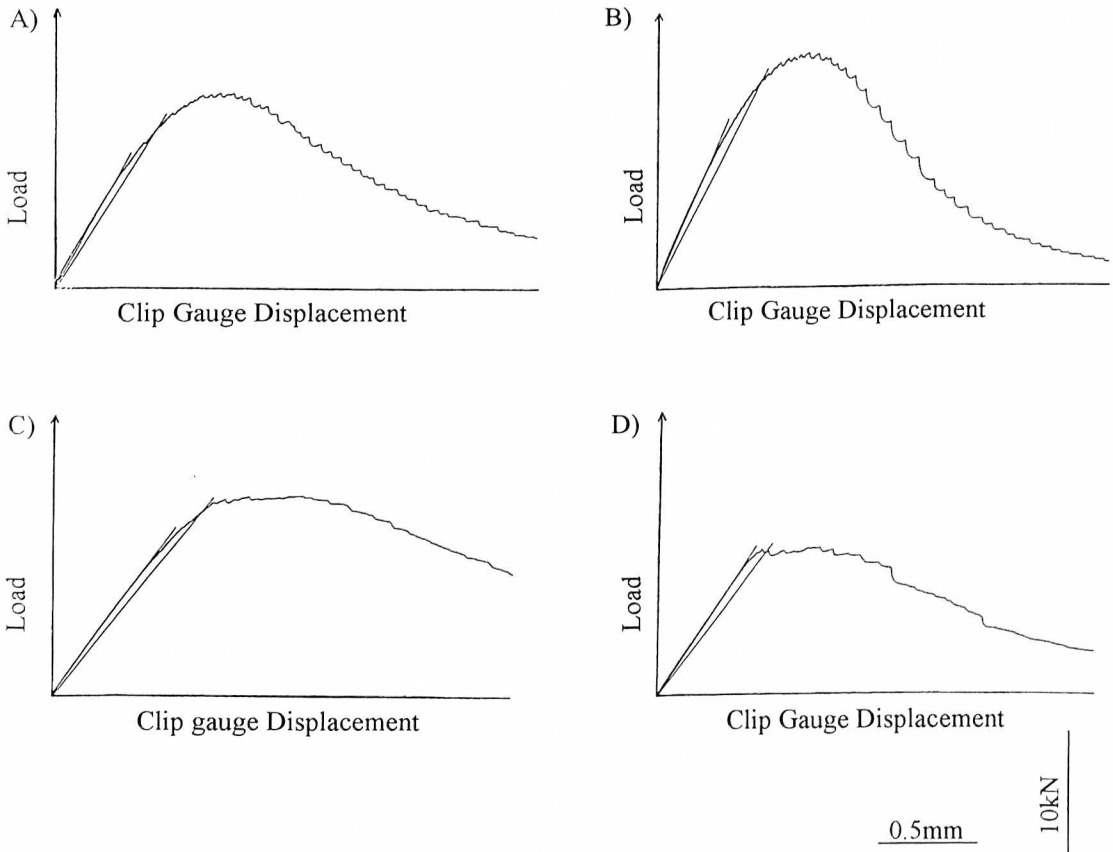 A)
Load
Clip Gauge Displacement
B)
Load
Clip Gauge Displacement
C)
Load
Clip gauge Displacement
D)
Load
Clip Gauge Displacement
0.5mm
10kN